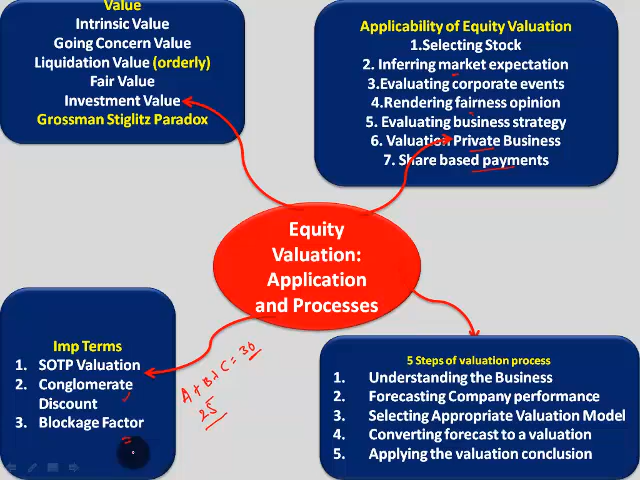 Value
Intrinsic Value
Going Concern Value
Liquidation Value (orderly)
Fair Value
Investment Value
Grossman Stiglitz Paradox
Applicability of Equity Valuation
1.Selecting Stock
2. Inferring market expectation
3.Evaluating corporate events
4.Rendering fairness opinion
5. Evaluating business strategy
6. Valuation Private Business
7. Share based payments
Equity
Valuation:
Application
and Processes
Imp Terms
1. SOTP Valuation
2. Conglomerate
Discount
3. Blockage Factor
A + B + C = 30
25
5 Steps of valuation process
1. Understanding the Business
2. Forecasting Company performance
3. Selecting Appropriate Valuation Model
4. Converting forecast to a valuation
5. Applying the valuation conclusion